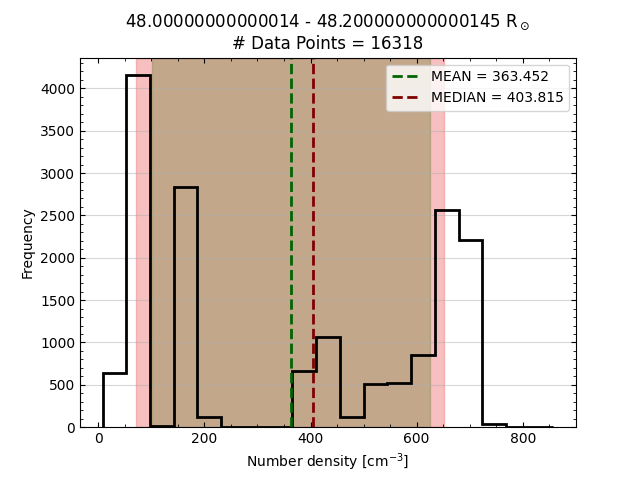 48.00000000000014 - 48.200000000000145 R⊙
# Data Points = 16318
MEAN = 363.452
MEDIAN = 403.815
4000
3500
3000
2500
2000
1500
1000
500
0
Frequency
0 200 400 600 800
Number density [cm⁻³]